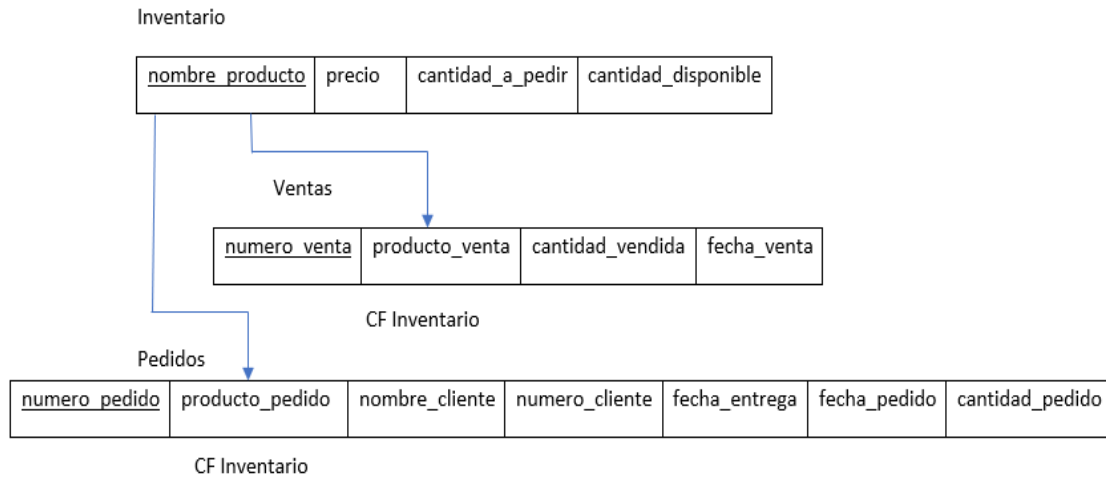 Inventario
nombre_producto precio cantidad_a_pedir cantidad_disponible
Ventas
numero_venta producto_venta cantidad_vendida fecha_venta
CF Inventario
Pedidos
numero_pedido producto_pedido nombre_cliente numero_cliente fecha_entrega fecha_pedido cantidad_pedido
CF Inventario